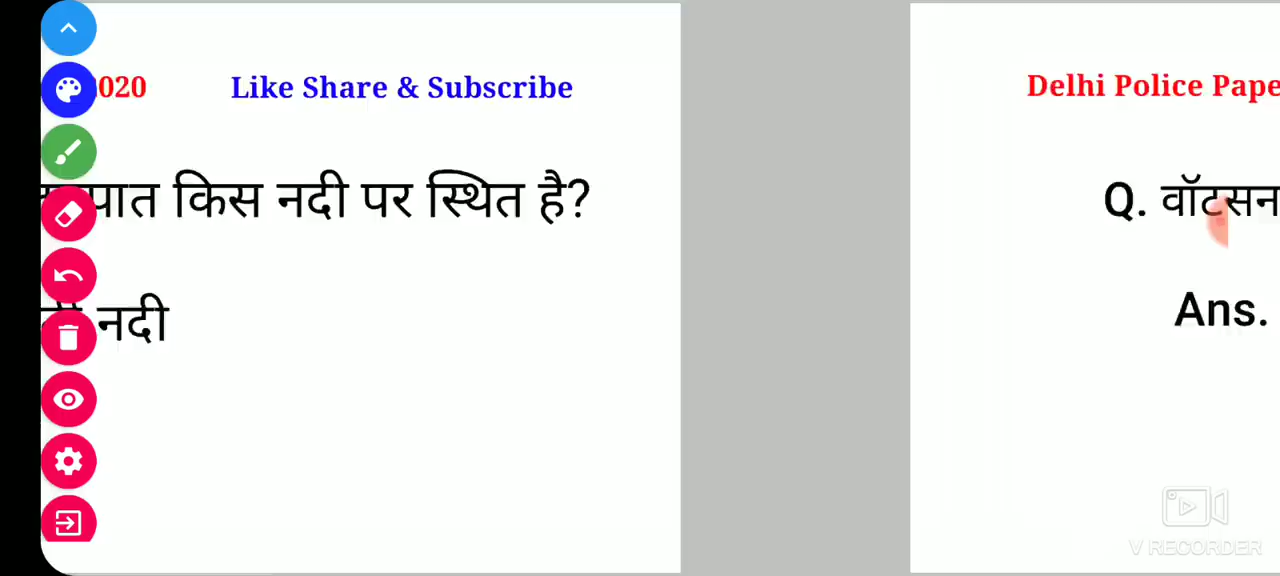 020 Like Share & Subscribe
पात किस नदी पर स्थित है?
नदी
Delhi Police Pape
Q. वॉटसन
Ans.
V RECORDER